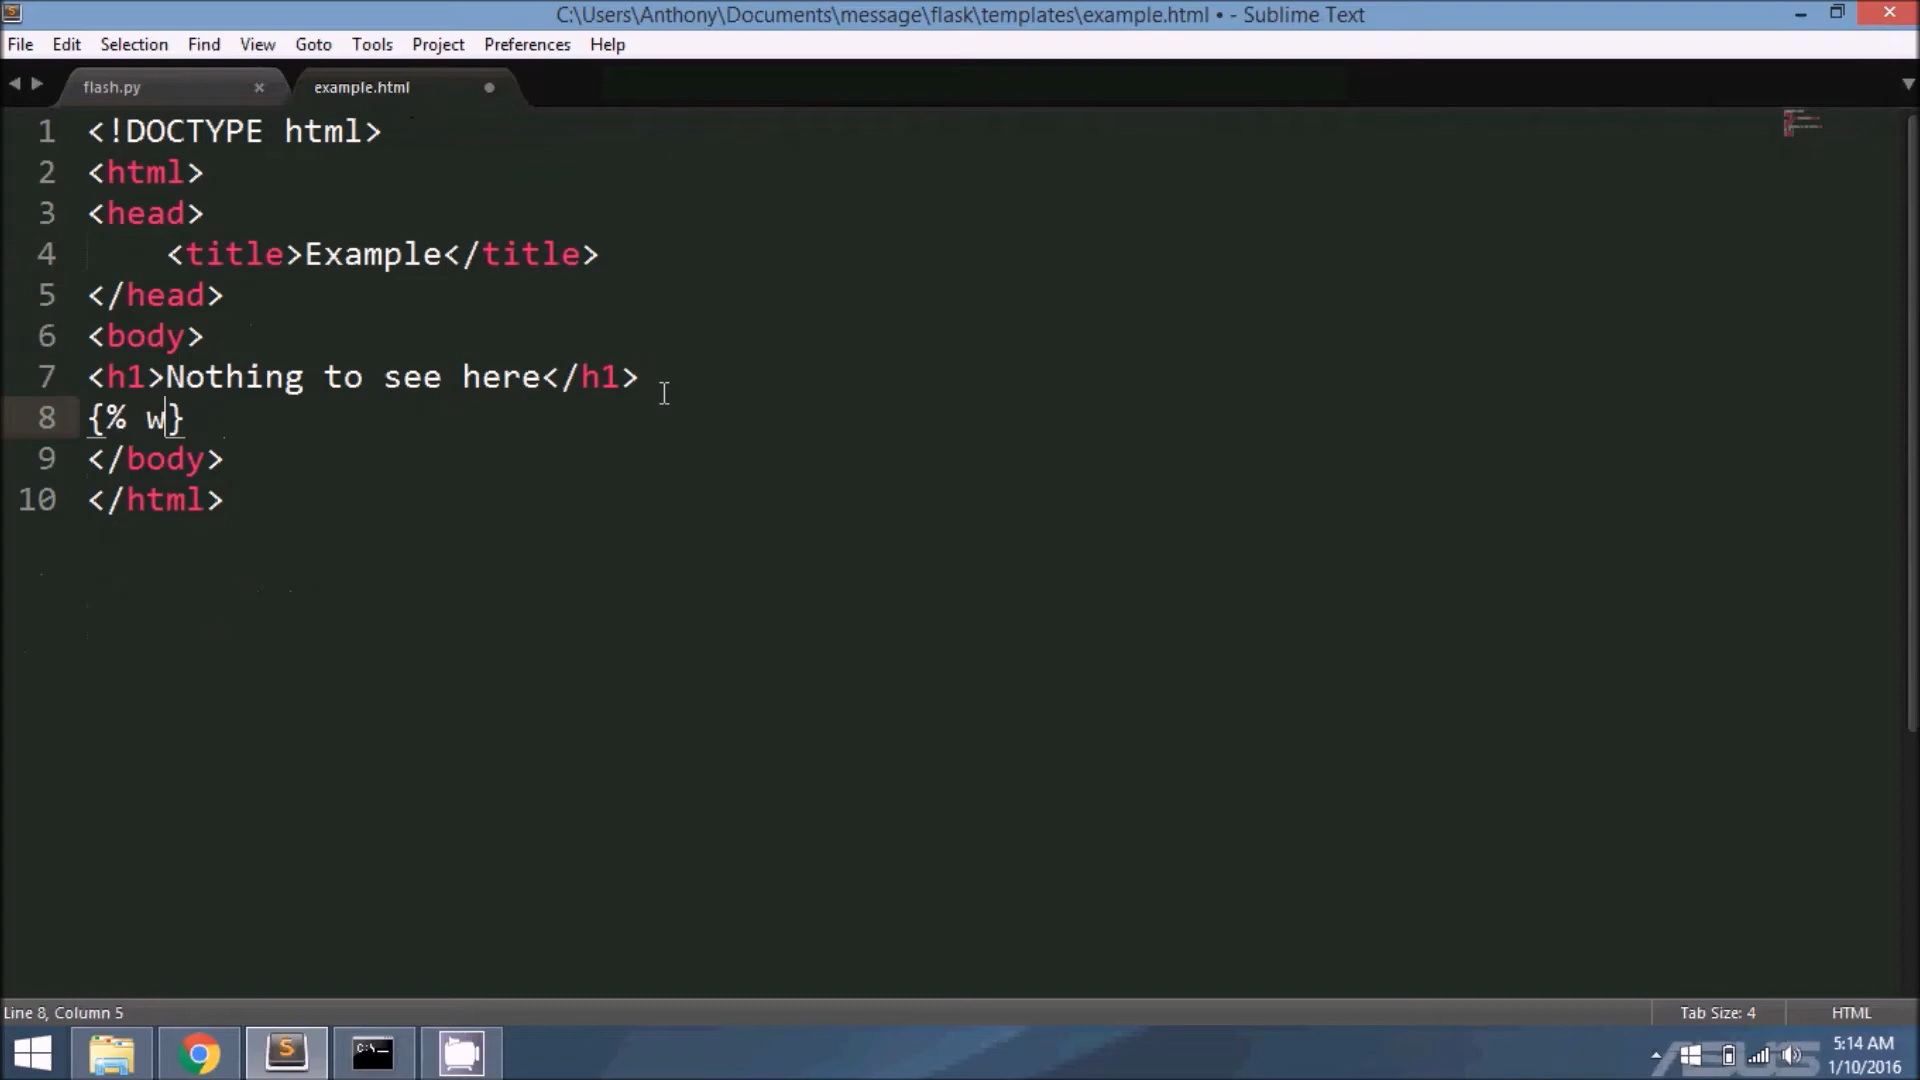 C:\Users\Anthony\Documents\message\flask\templates\example.html • - Sublime Text
File Edit Selection Find View Goto Tools Project Preferences Help
flash.py example.html
1 <!DOCTYPE html>
2 <html>
3 <head>
4 <title>Example</title>
5 </head>
6 <body>
7 <h1>Nothing to see here</h1>
8 {% w}
9 </body>
10 </html>
Line 8, Column 5 Tab Size: 4 HTML
S C:\._
ASUS
5:14 AM
1/10/2016